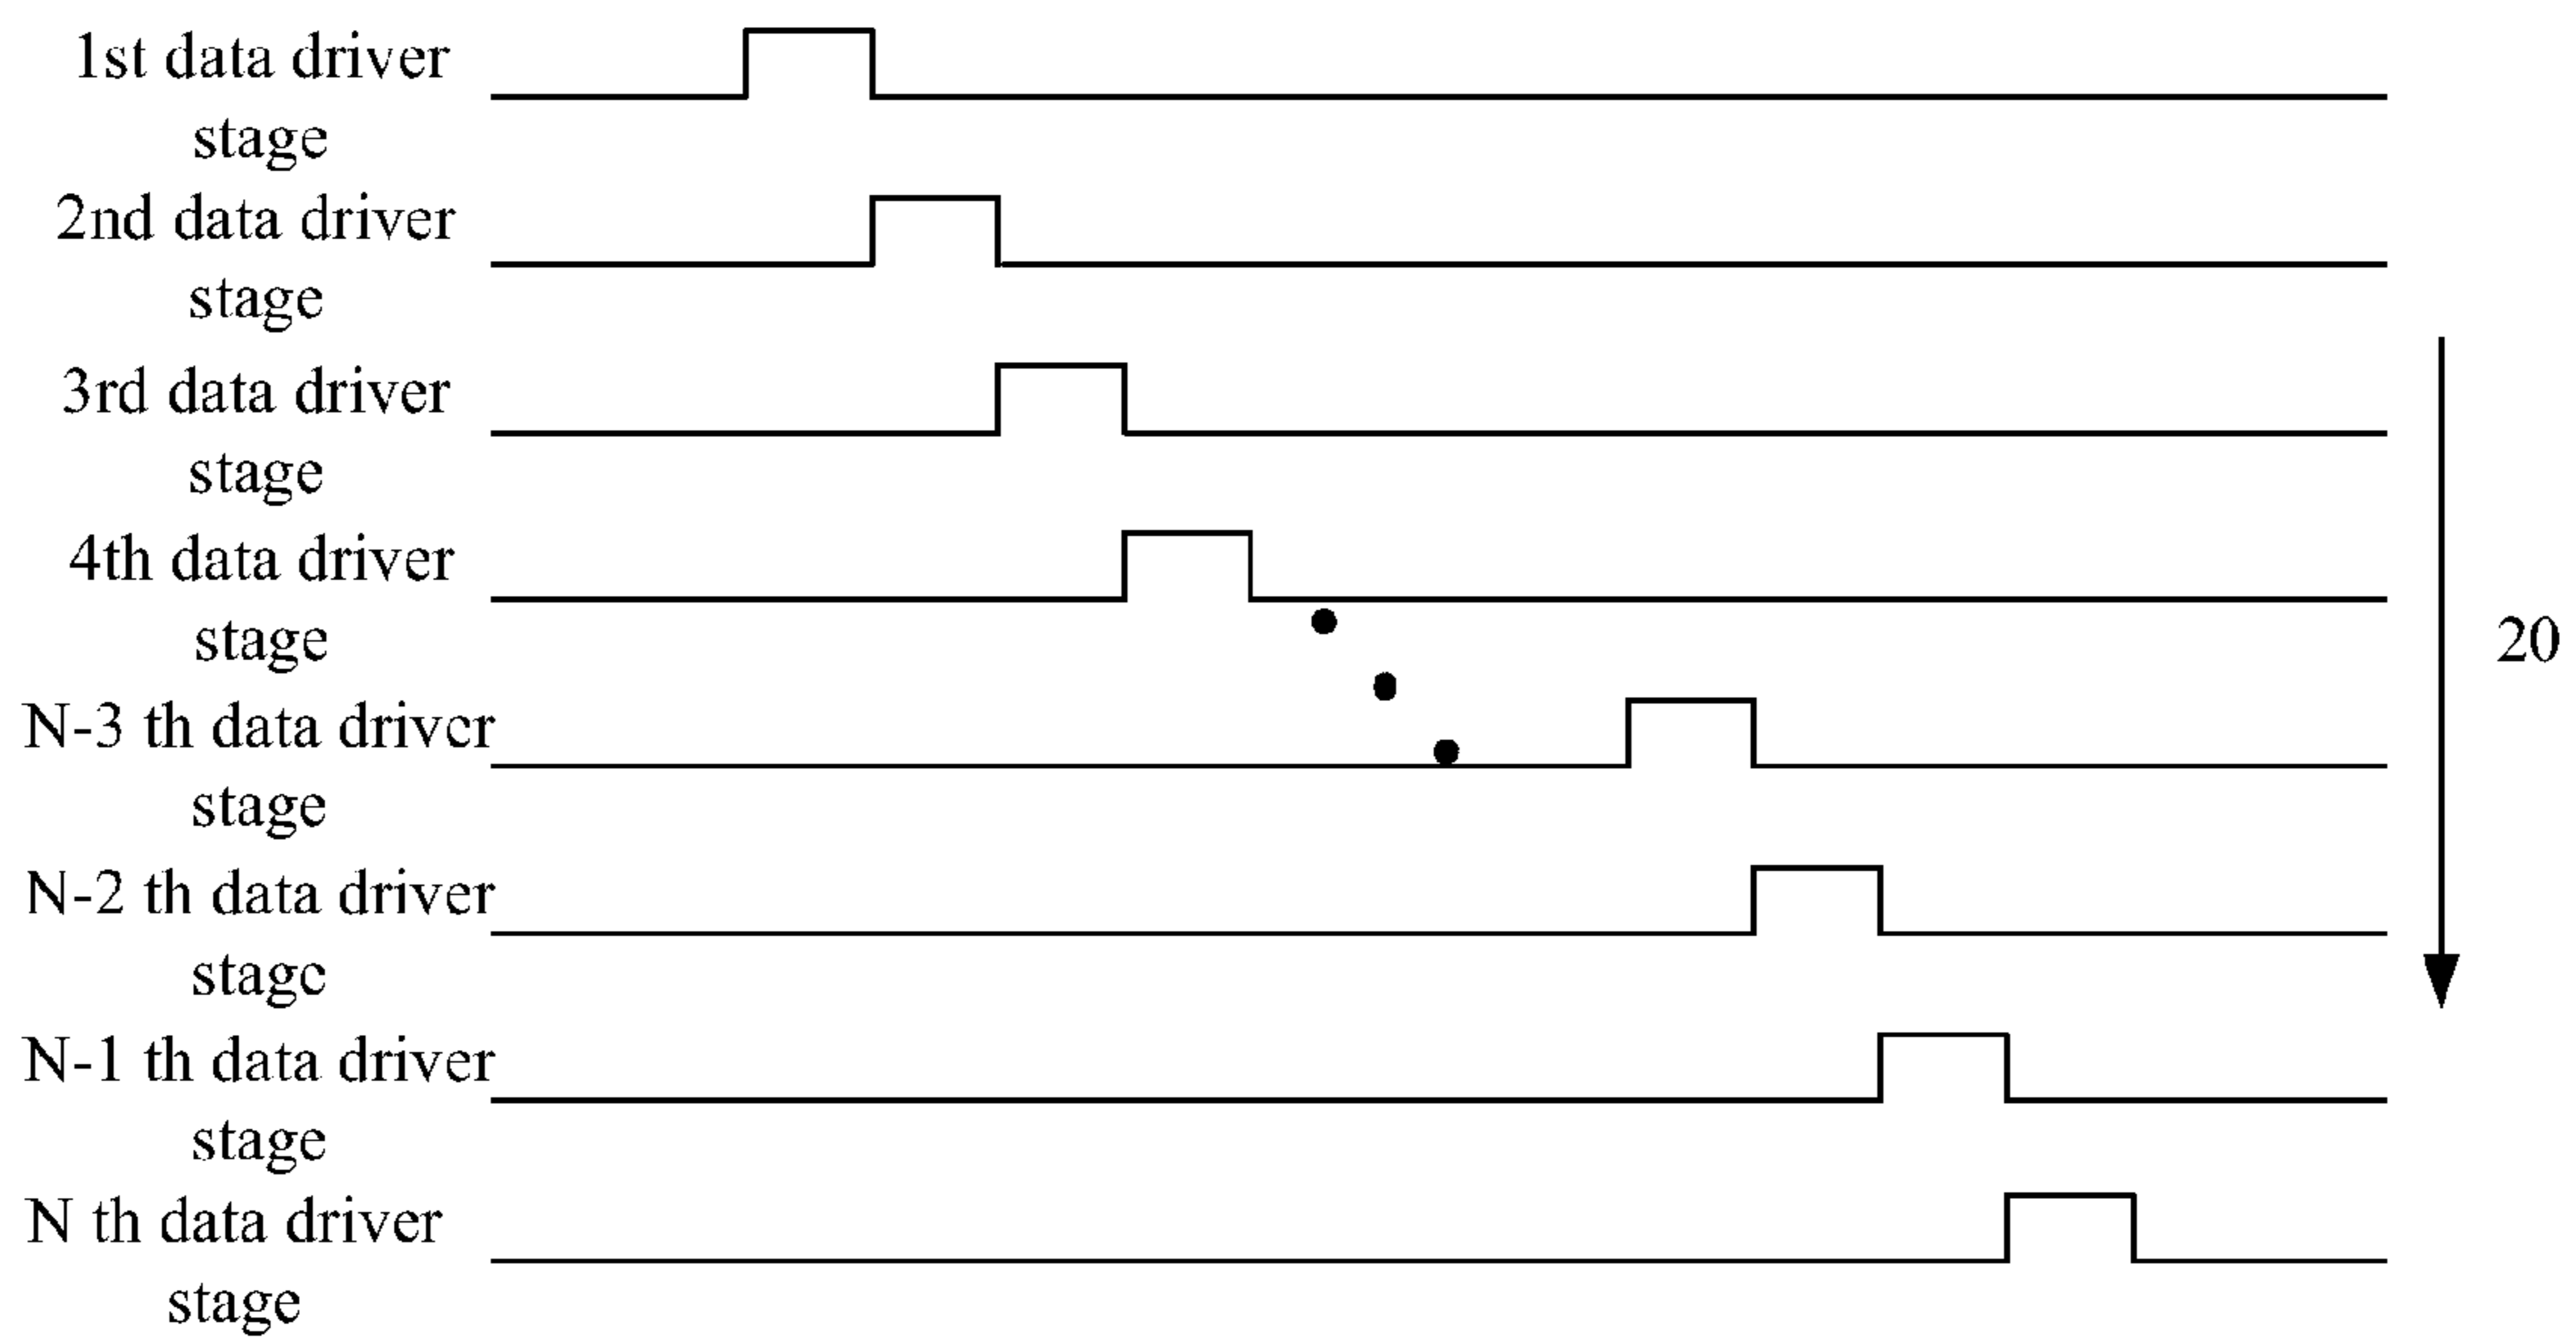 1st data driver
stage
2nd data driver
stage
3rd data driver
stage
4th data driver
stage
20
N-3 th data driver
stage
N-2 th data driver
stage
N-1 th data driver
stage
N th data driver
stage